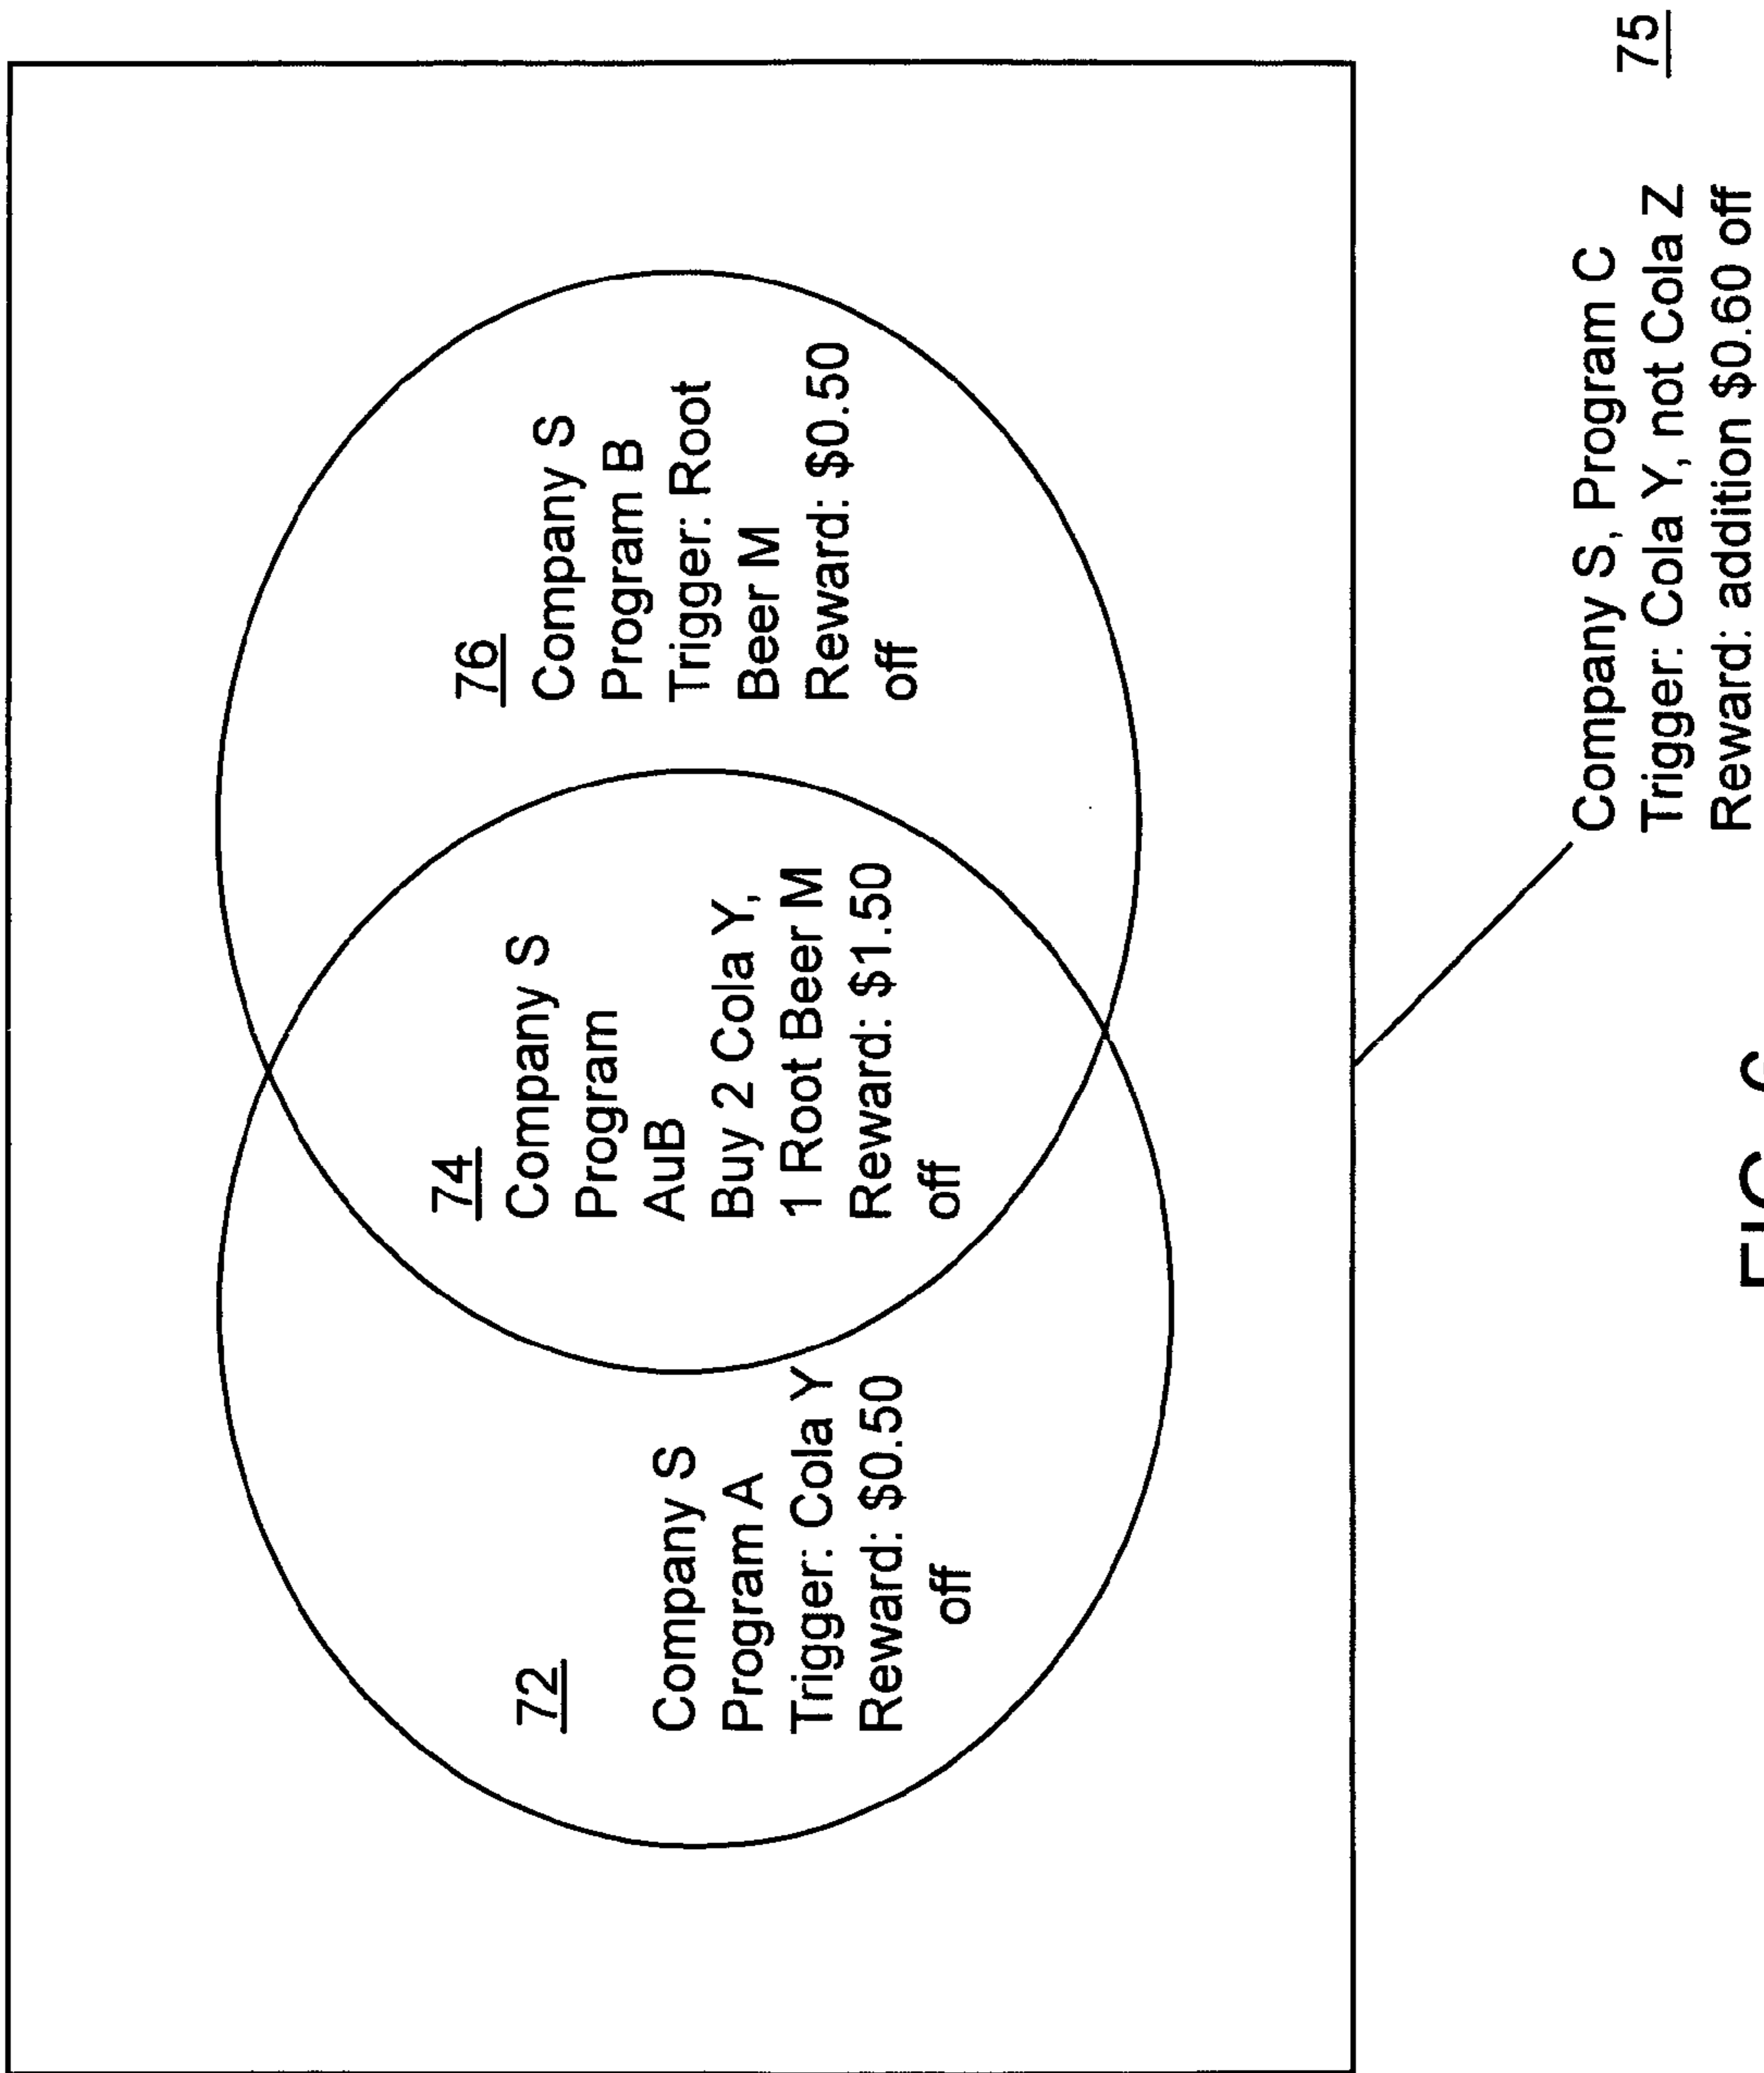 72
Company S
Program A
Trigger: Cola Y
Reward: $0.50
off
74
Company S
Program
AuB
Buy 2 Cola Y,
1 Root Beer M
Reward: $1.50
off
76
Company S
Program B
Trigger: Root
Beer M
Reward: $0.50
off
Company S, Program C
Trigger: Cola Y, not Cola Z
Reward: addition $0.60 off
75